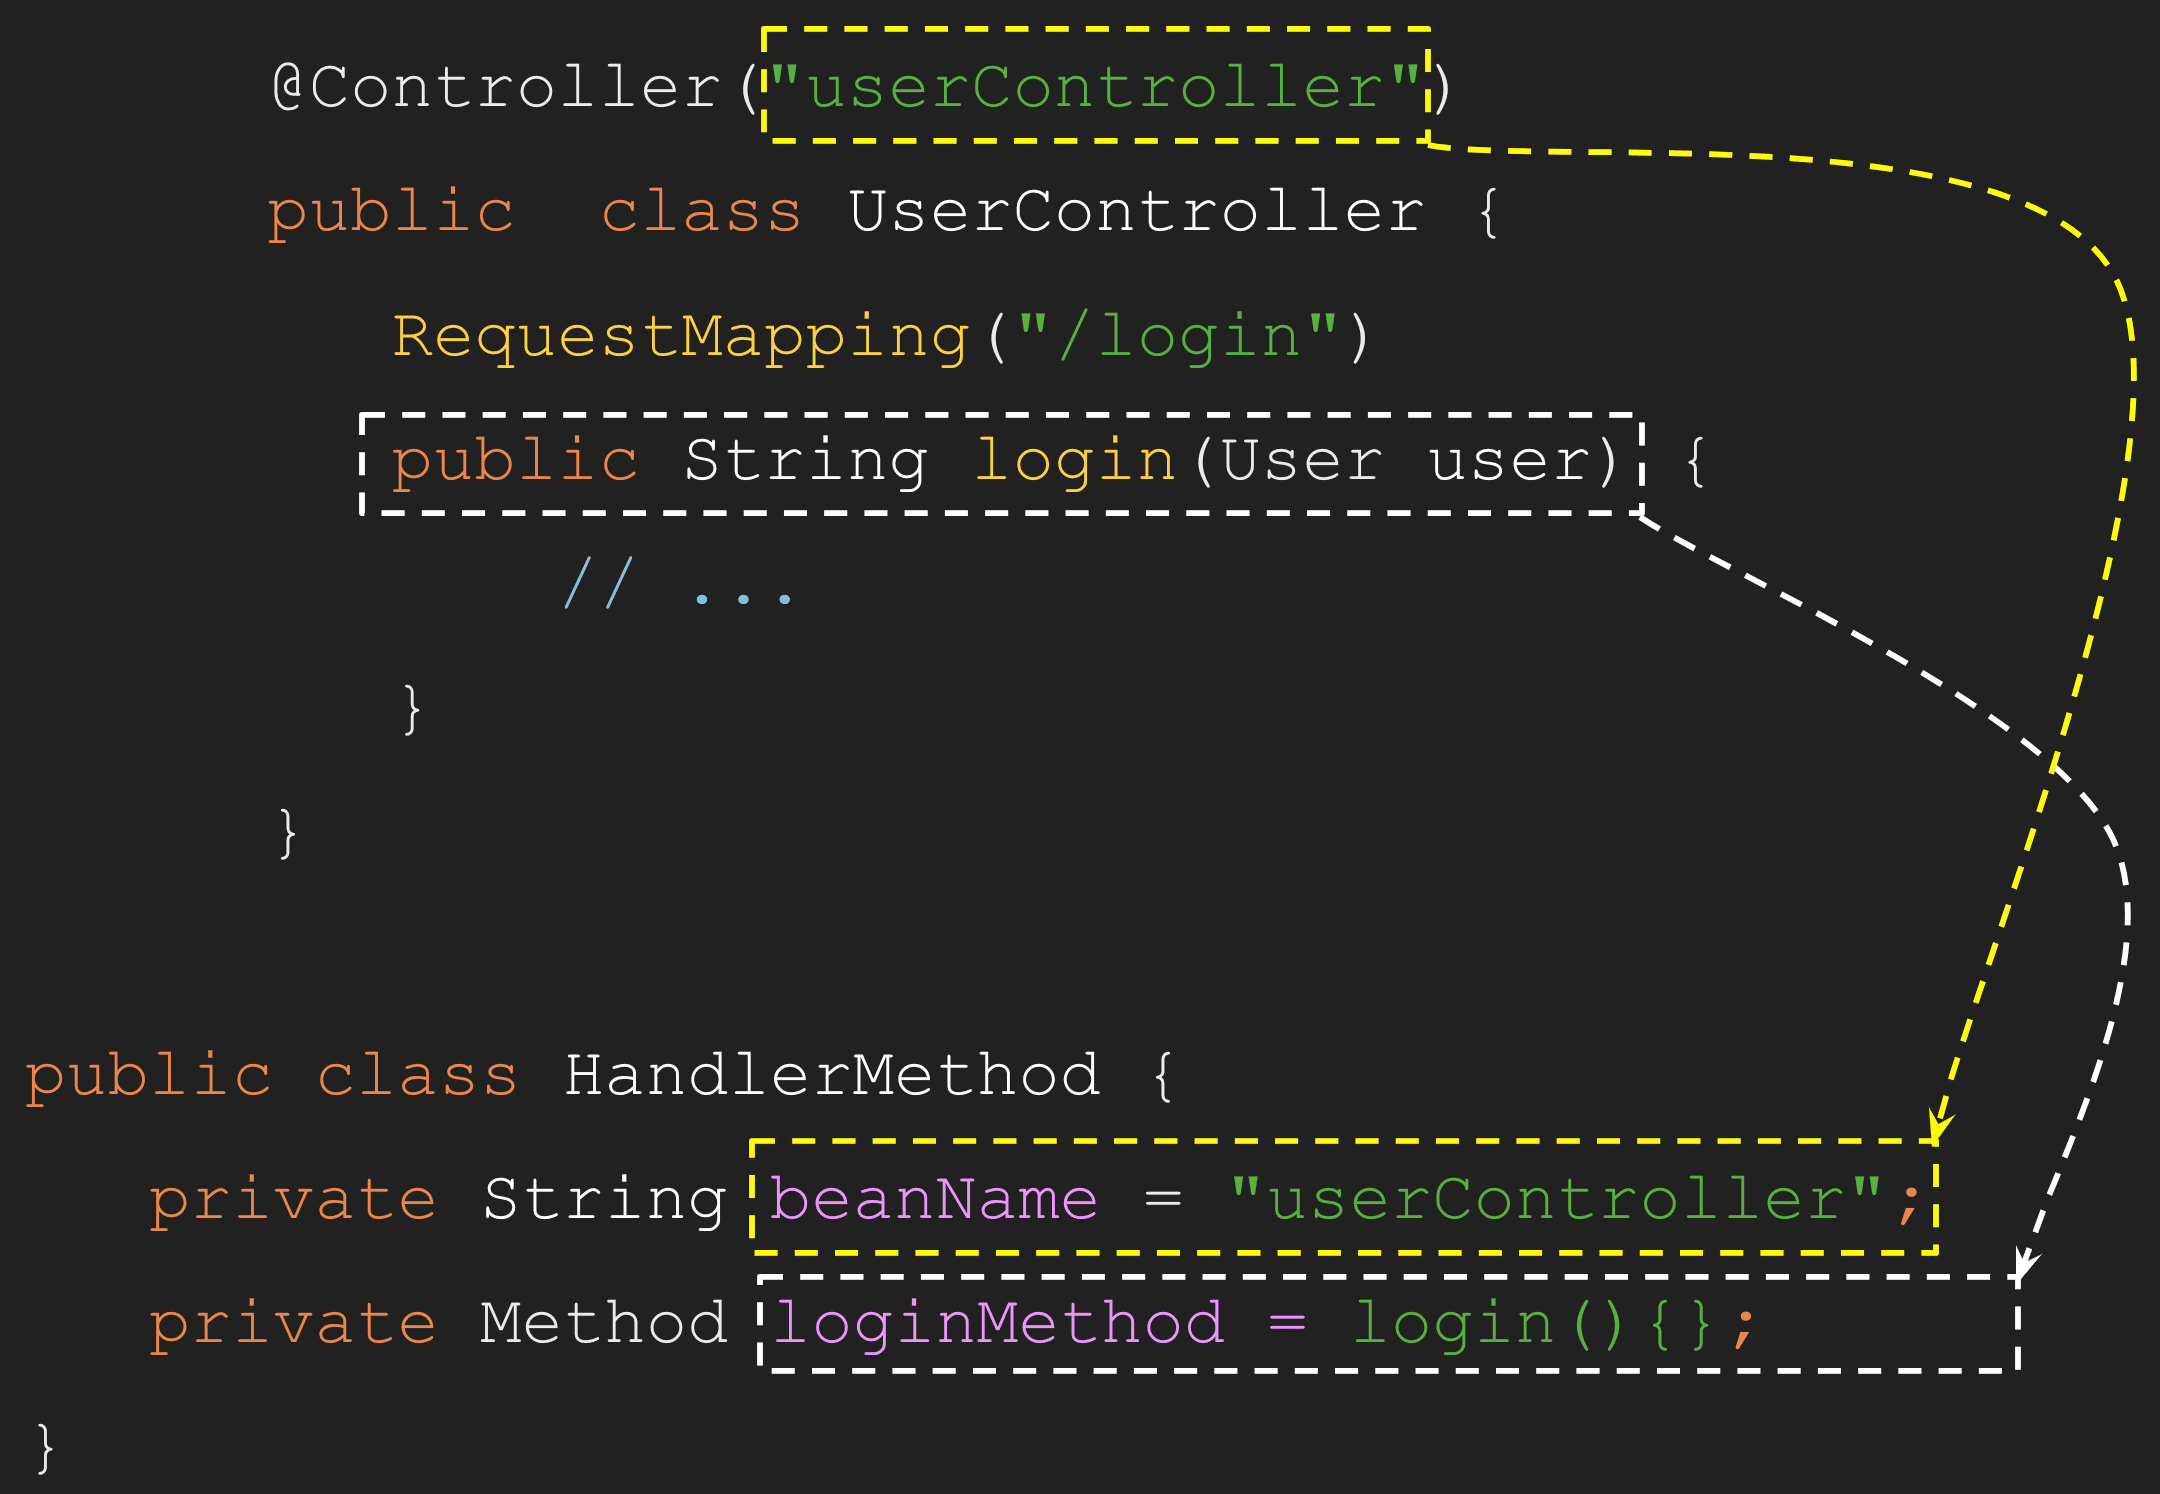 @Controller("userController")
public class UserController {
RequestMapping("/login")
public String login(User user) {
// ...
}
}
public class HandlerMethod {
private String beanName = "userController";
private Method loginMethod = login(){};
}